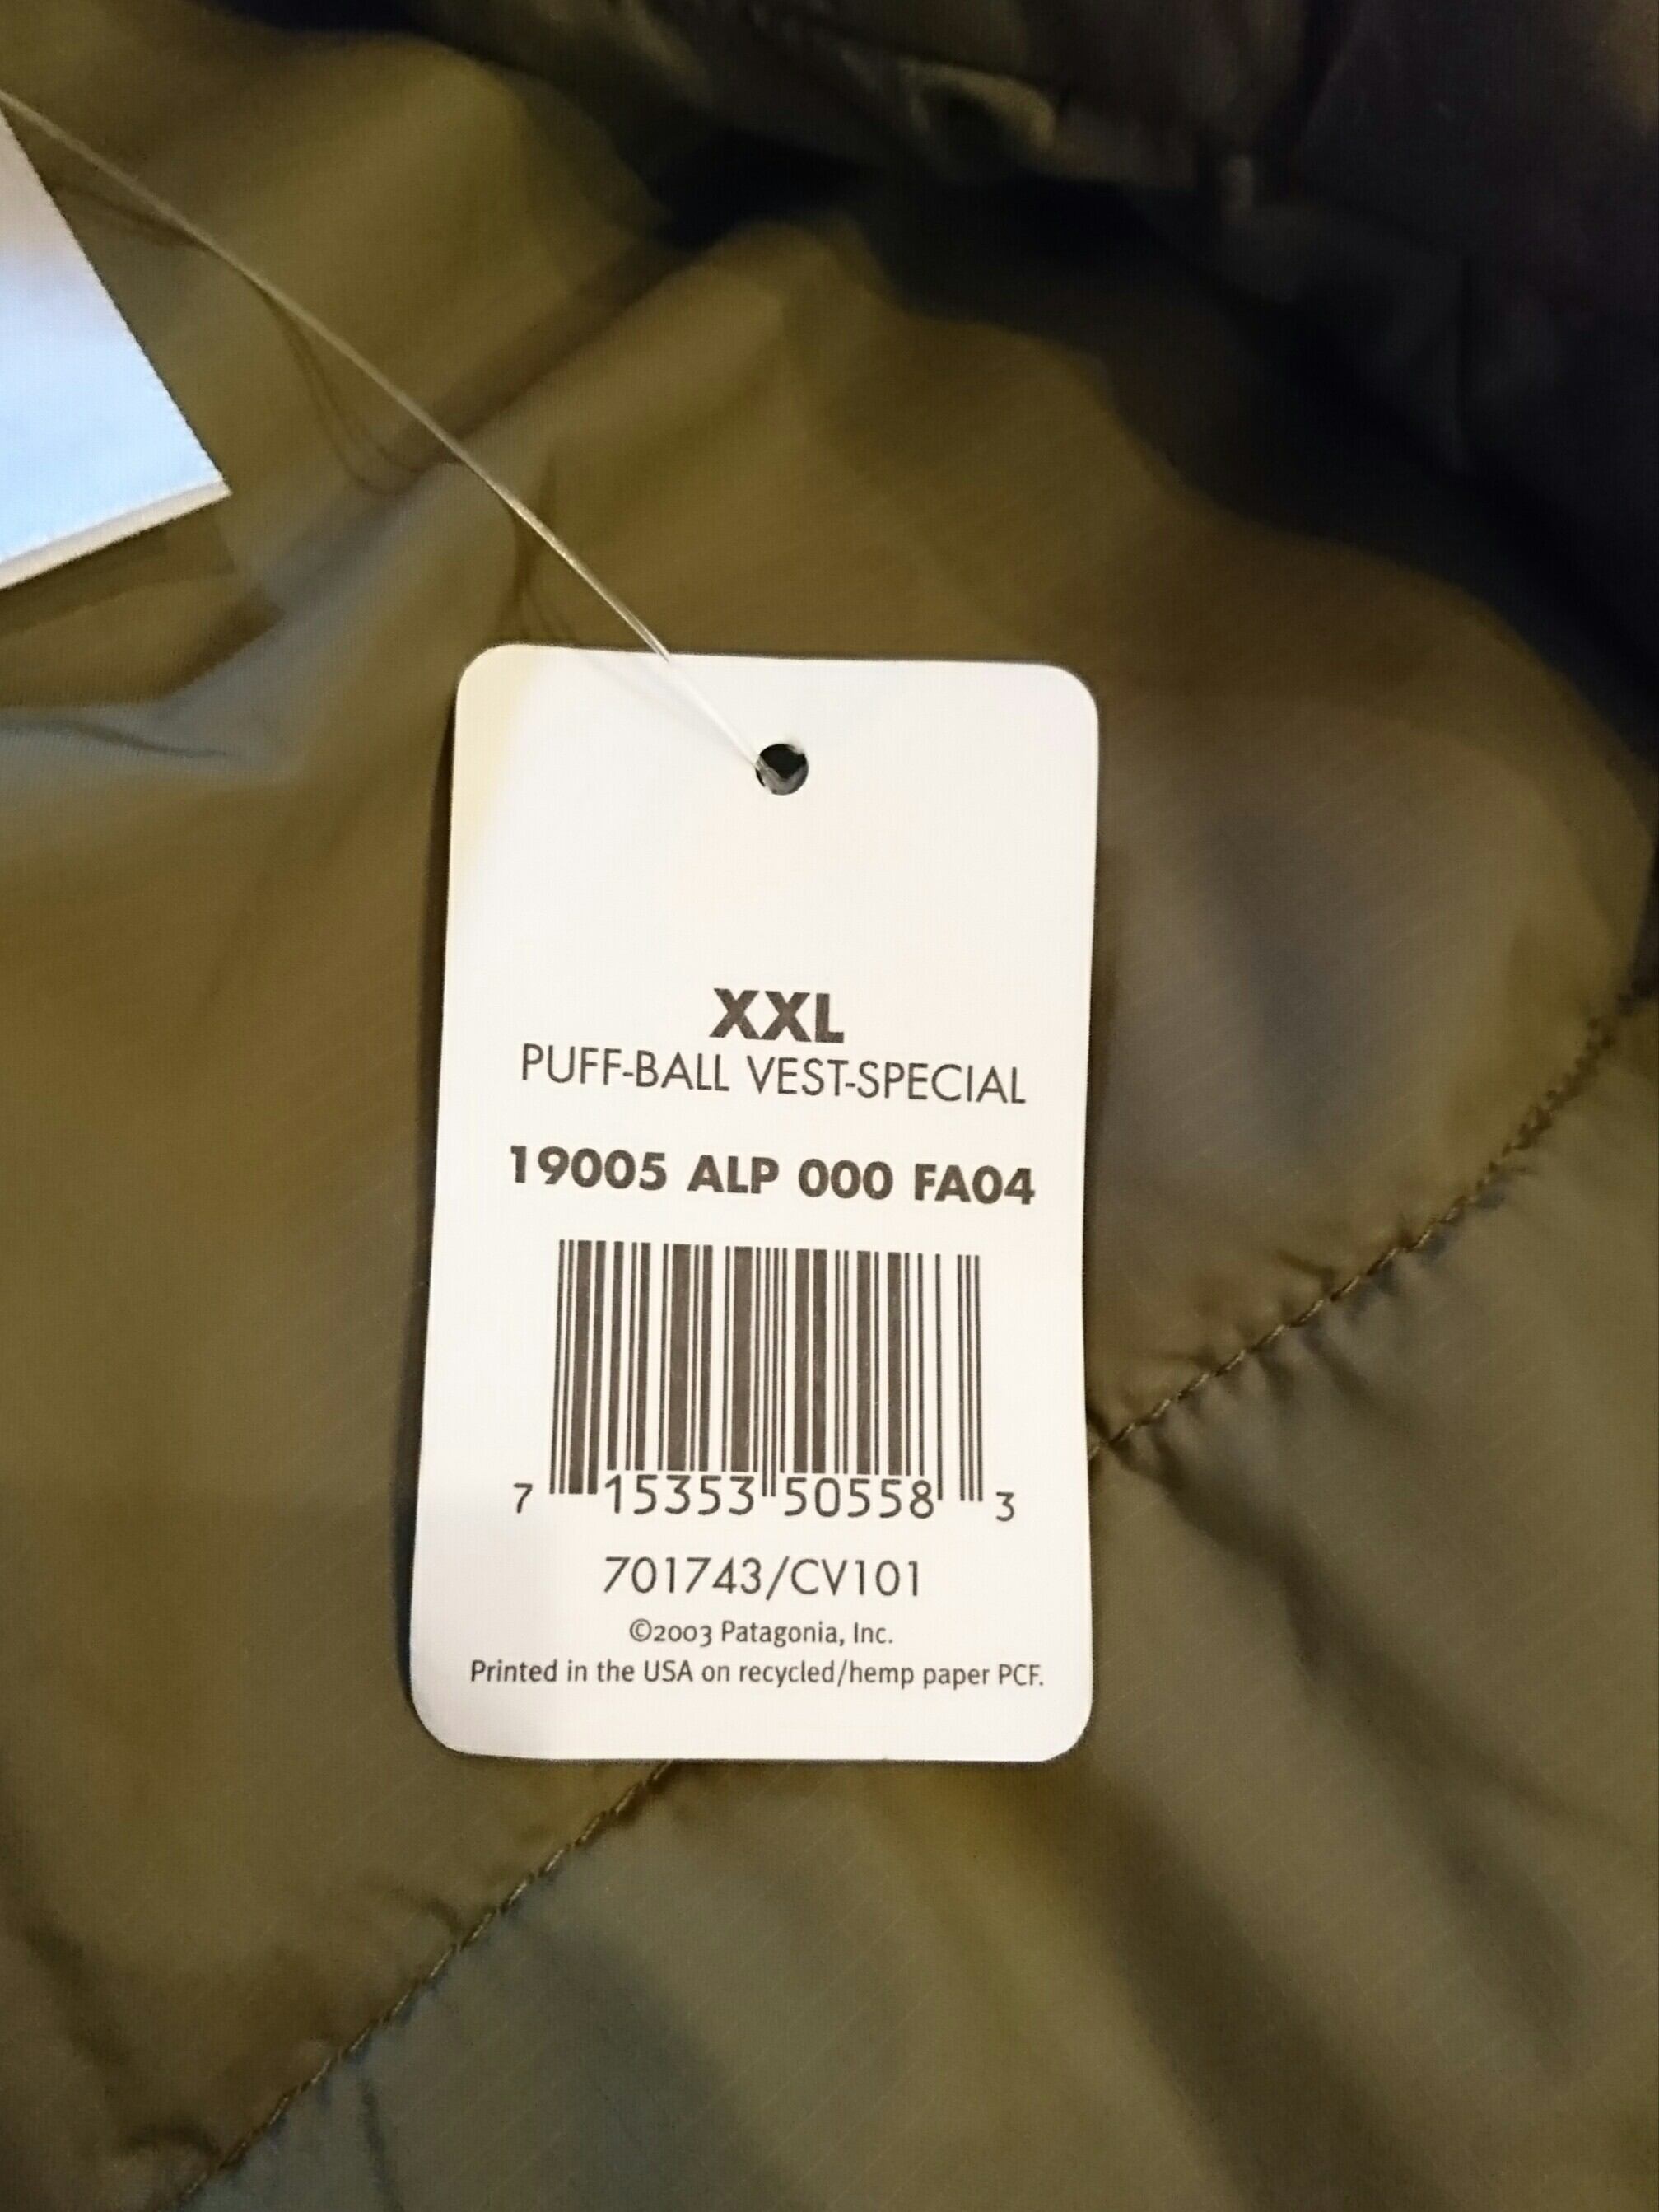 XXL
PUFF-BALL VEST-SPECIAL
19005 ALP 000 FA04
7 15353 50558 3
701743/CV101
©2003 Patagonia, Inc.
Printed in the USA on recycled/hemp paper PCF.